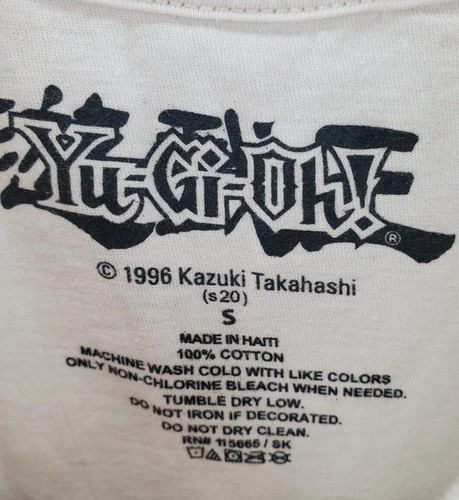 Yu-Gi-Oh!
®
© 1996 Kazuki Takahashi
(s20)
S
MADE IN HAITI
100% COTTON
MACHINE WASH COLD WITH LIKE COLORS
ONLY NON-CHLORINE BLEACH WHEN NEEDED.
TUMBLE DRY LOW.
DO NOT IRON IF DECORATED.
DO NOT DRY CLEAN.
RN# 115665 / SK